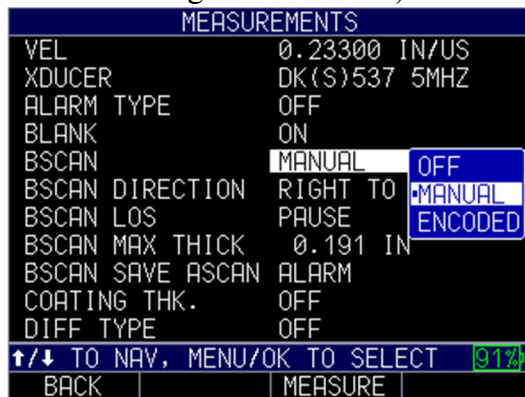 MEASUREMENTS
VEL 0.23300 IN/US
XDUCER DK(S)537 5MHZ
ALARM TYPE OFF
BLANK ON
BSCAN MANUAL OFF
BSCAN DIRECTION RIGHT TO •MANUAL
BSCAN LOS PAUSE ENCODED
BSCAN MAX THICK 0.191 IN
BSCAN SAVE ASCAN ALARM
COATING THK. OFF
DIFF TYPE OFF
↑/↓ TO NAV, MENU/OK TO SELECT 91%
BACK MEASURE